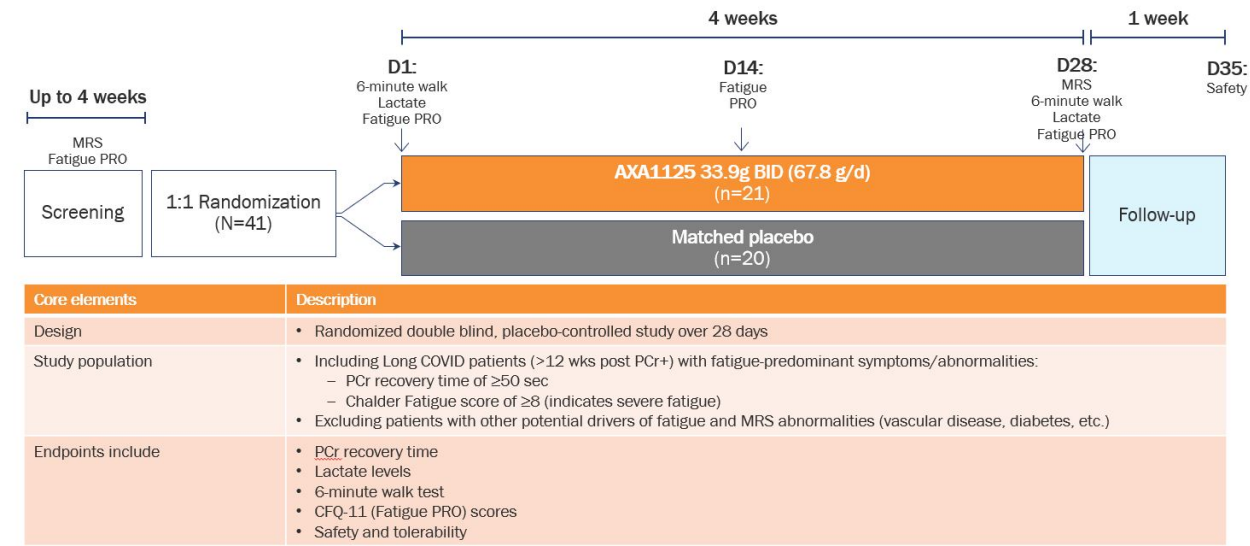 4 weeks
1 week
Up to 4 weeks
D1:
6-minute walk
Lactate
Fatigue PRO
D14:
Fatigue
PRO
D28:
MRS
6-minute walk
Lactate
Fatigue PRO
D35:
Safety
MRS
Fatigue PRO
Screening
1:1 Randomization
(N=41)
AXA1125 33.9g BID (67.8 g/d)
(n=21)
Matched placebo
(n=20)
Follow-up
Core elements
Description
Design
• Randomized double blind, placebo-controlled study over 28 days
Study population
• Including Long COVID patients (>12 wks post PCr+) with fatigue-predominant symptoms/abnormalities:
– PCr recovery time of ≥50 sec
– Chalder Fatigue score of ≥8 (indicates severe fatigue)
• Excluding patients with other potential drivers of fatigue and MRS abnormalities (vascular disease, diabetes, etc.)
Endpoints include
• PCr recovery time
• Lactate levels
• 6-minute walk test
• CFQ-11 (Fatigue PRO) scores
• Safety and tolerability